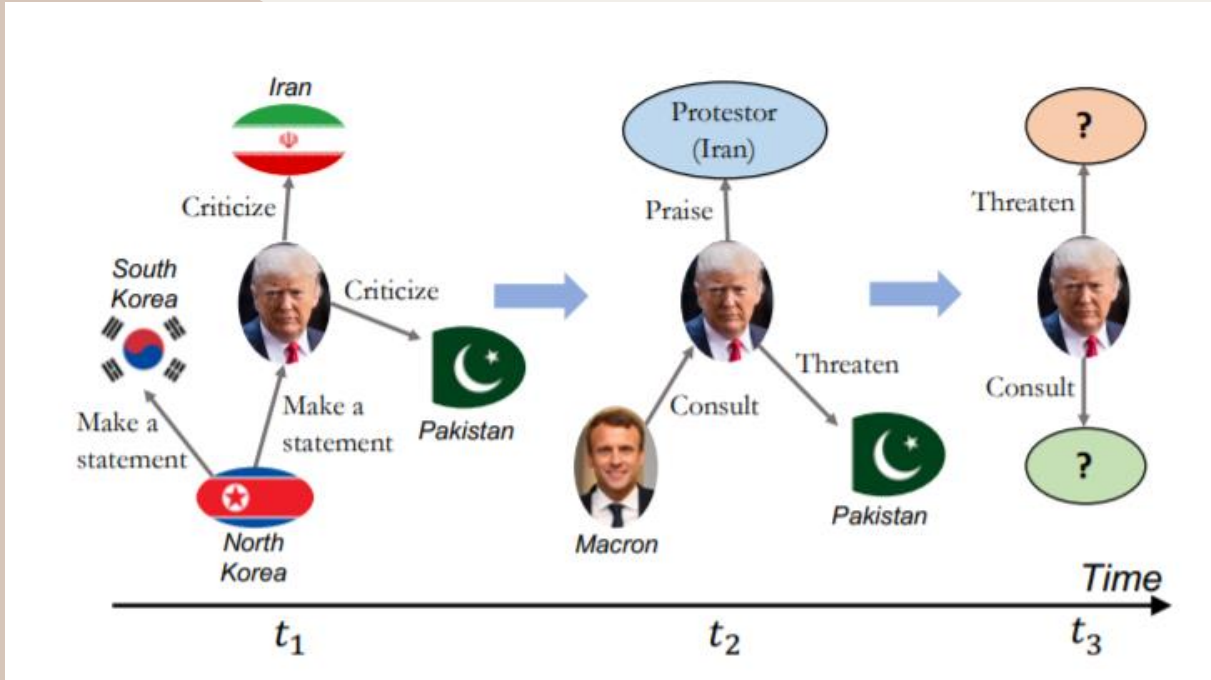 Iran
Criticize
South
Korea
Criticize
Make a
statement
Make a
statement
Pakistan
North
Korea
Protestor
(Iran)
Praise
Consult
Threaten
Macron
Pakistan
?
Threaten
Consult
?
Time
t₁
t₂
t₃